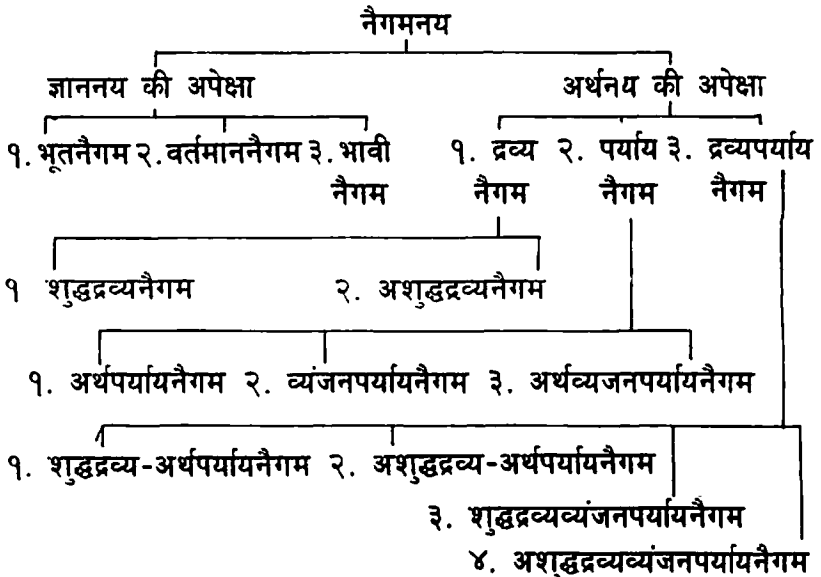 नैगमनय
ज्ञाननय की अपेक्षा अर्थनय की अपेक्षा
१. भूतनैगम २. वर्तमाननैगम ३. भावी १. द्रव्य २. पर्याय ३. द्रव्यपर्याय
नैगम नैगम नैगम नैगम
१ शुद्धद्रव्यनैगम २. अशुद्धद्रव्यनैगम
१. अर्थपर्यायनैगम २. व्यंजनपर्यायनैगम ३. अर्थव्यजनपर्यायनैगम
१. शुद्धद्रव्य-अर्थपर्यायनैगम २. अशुद्धद्रव्य-अर्थपर्यायनैगम
३. शुद्धद्रव्यव्यंजनपर्यायनैगम
४. अशुद्धद्रव्यव्यंजनपर्यायनैगम